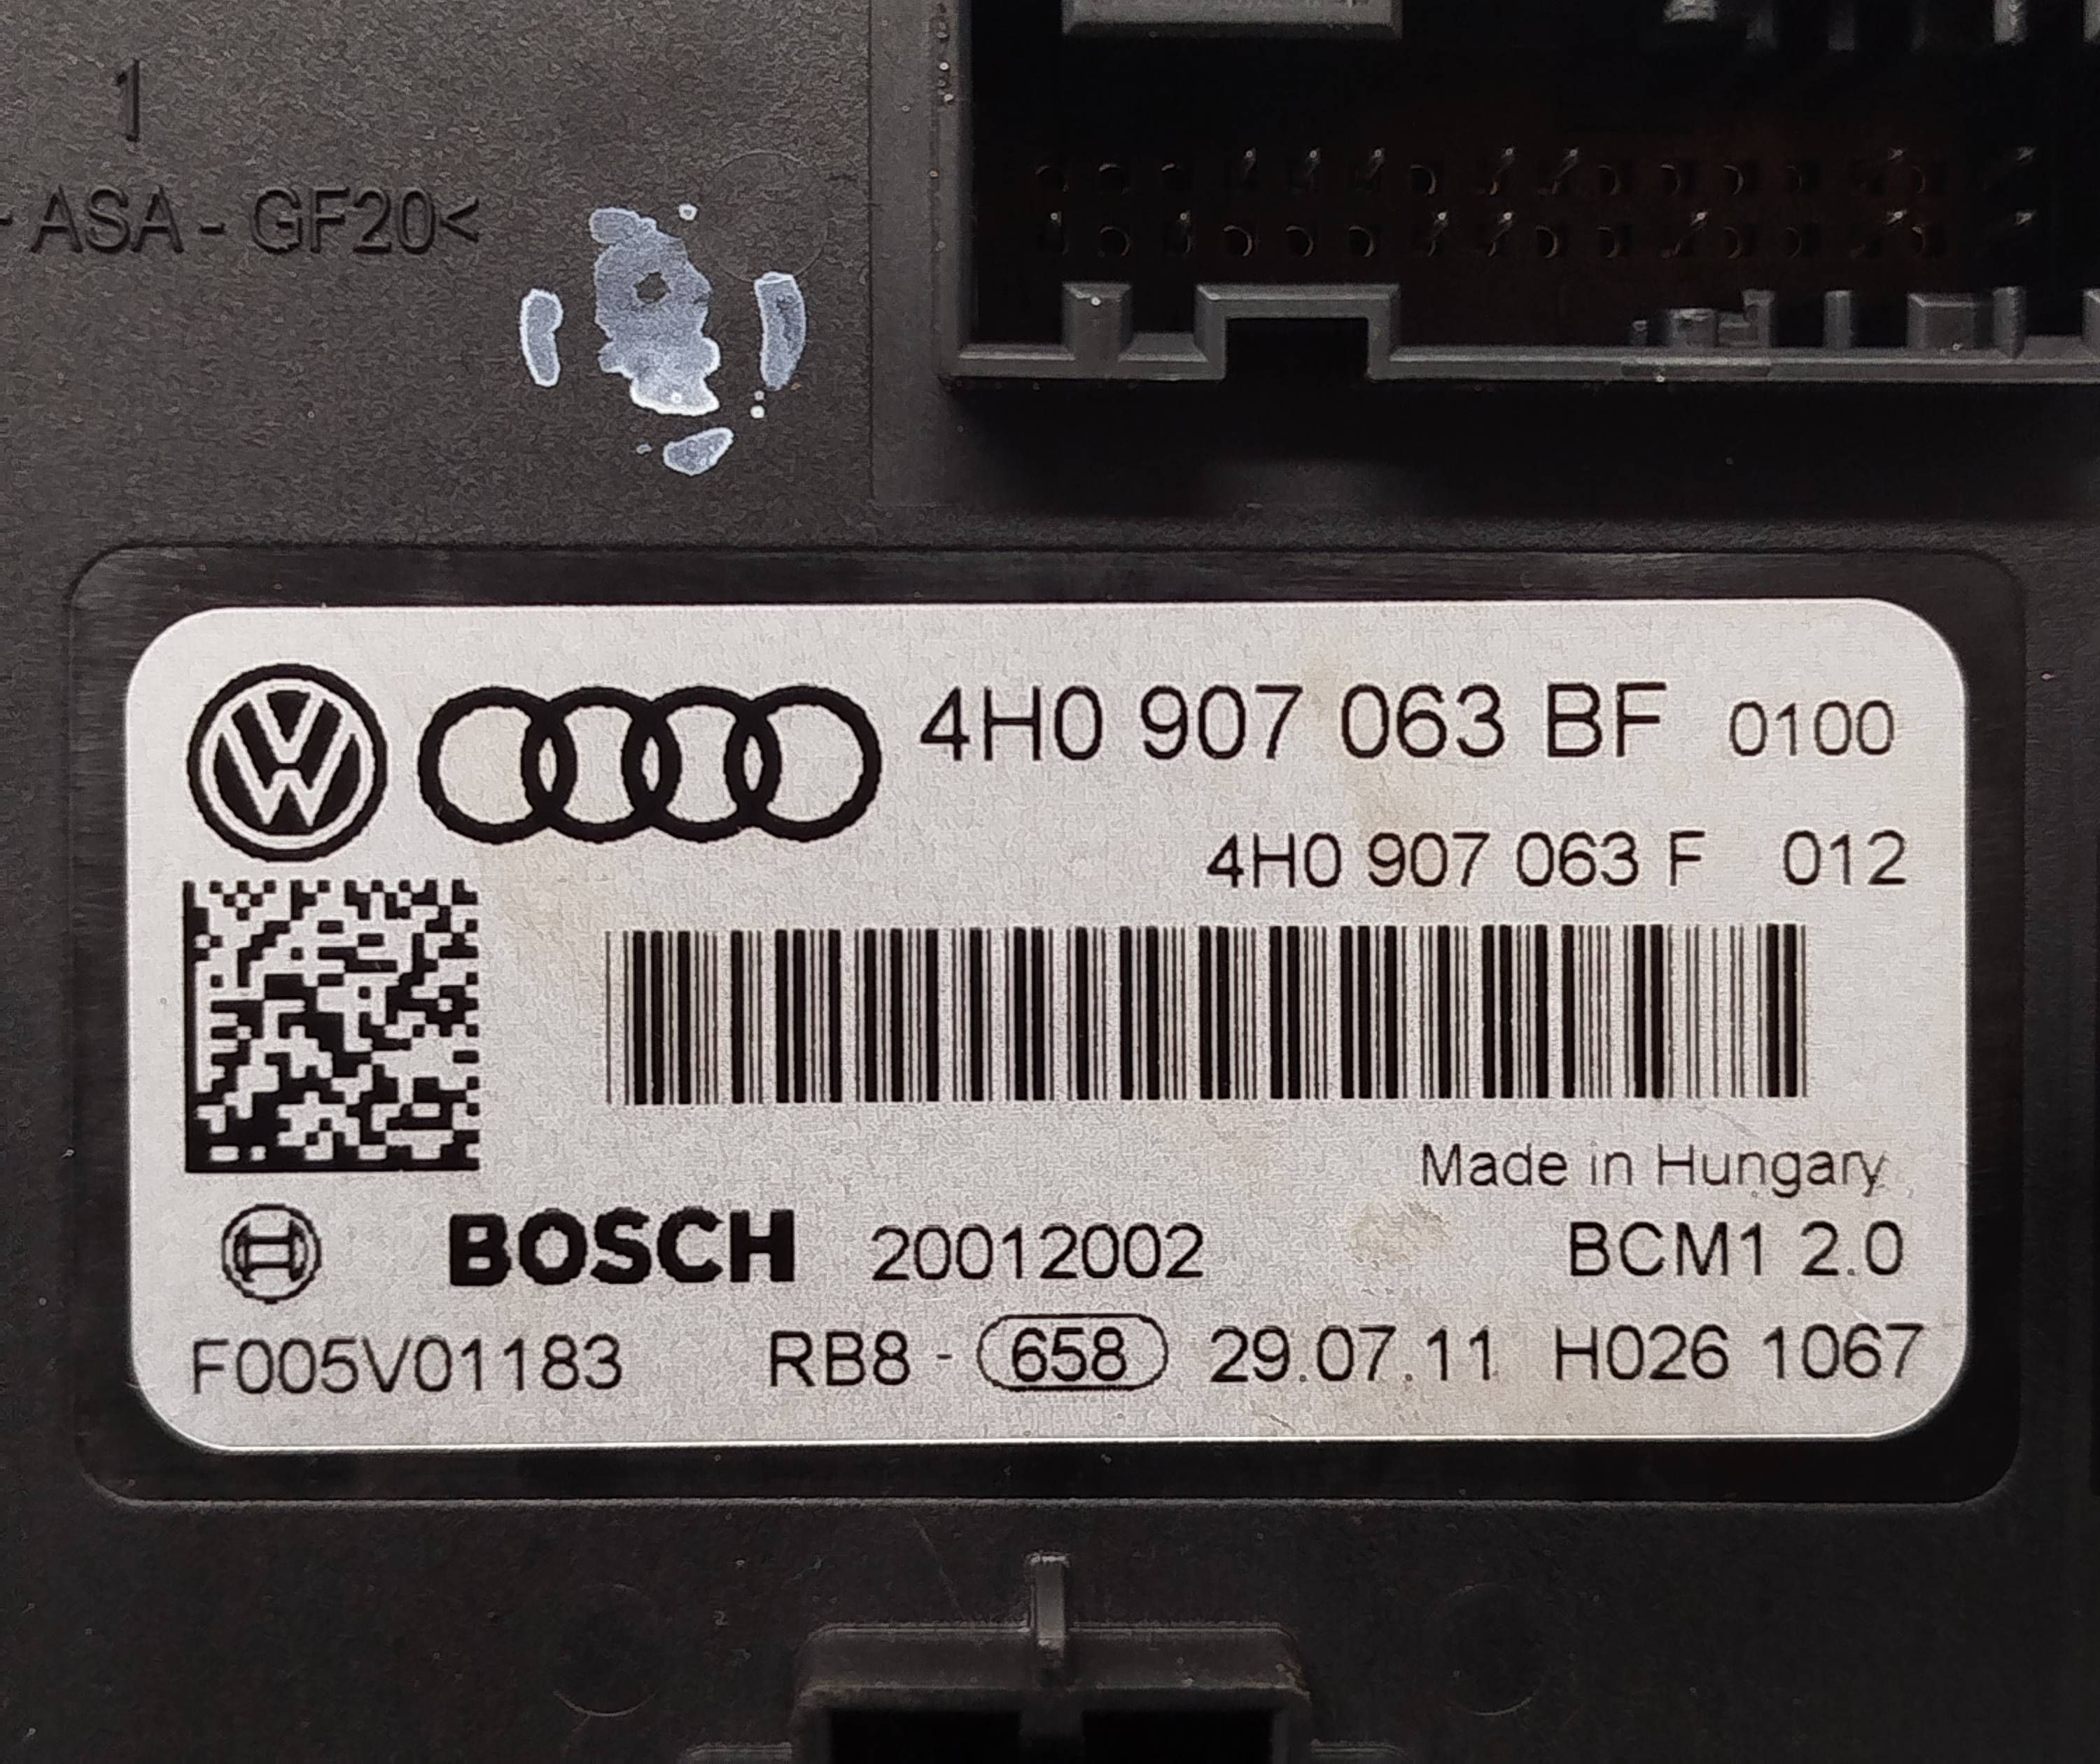 1
- ASA - GF20<
4H0 907 063 BF 0100
4H0 907 063 F 012
Made in Hungary
BOSCH 20012002 BCM1 2.0
F005V01183 RB8 - 658 29.07.11 H026 1067